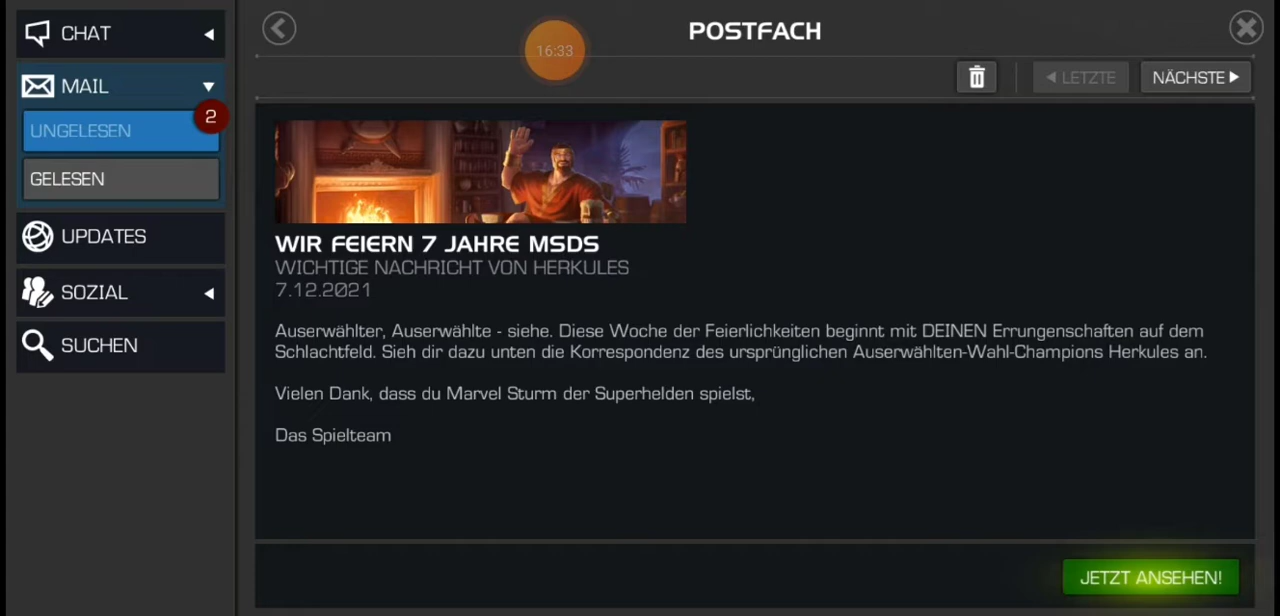 CHAT
MAIL
2
UNGELESEN
GELESEN
UPDATES
SOZIAL
SUCHEN
16:33
POSTFACH
LETZTE
NÄCHSTE
WIR FEIERN 7 JAHRE MSDS
WICHTIGE NACHRICHT VON HERKULES
7.12.2021
Auserwählter, Auserwählte - siehe. Diese Woche der Feierlichkeiten beginnt mit DEINEN Errungenschaften auf dem
Schlachtfeld. Sieh dir dazu unten die Korrespondenz des ursprünglichen Auserwählten-Wahl-Champions Herkules an.
Vielen Dank, dass du Marvel Sturm der Superhelden spielst,
Das Spielteam
JETZT ANSEHEN!